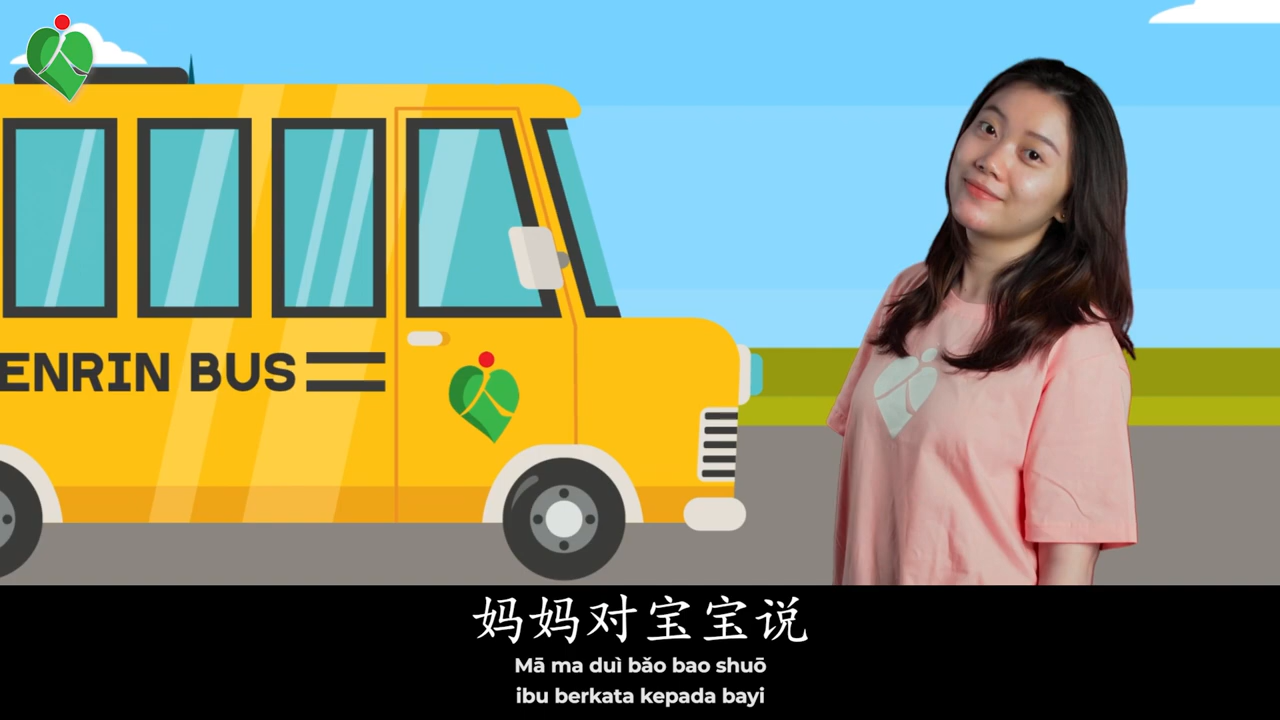 ENRIN BUS
妈妈对宝宝说
Mā ma duì bǎo bao shuō
ibu berkata kepada bayi